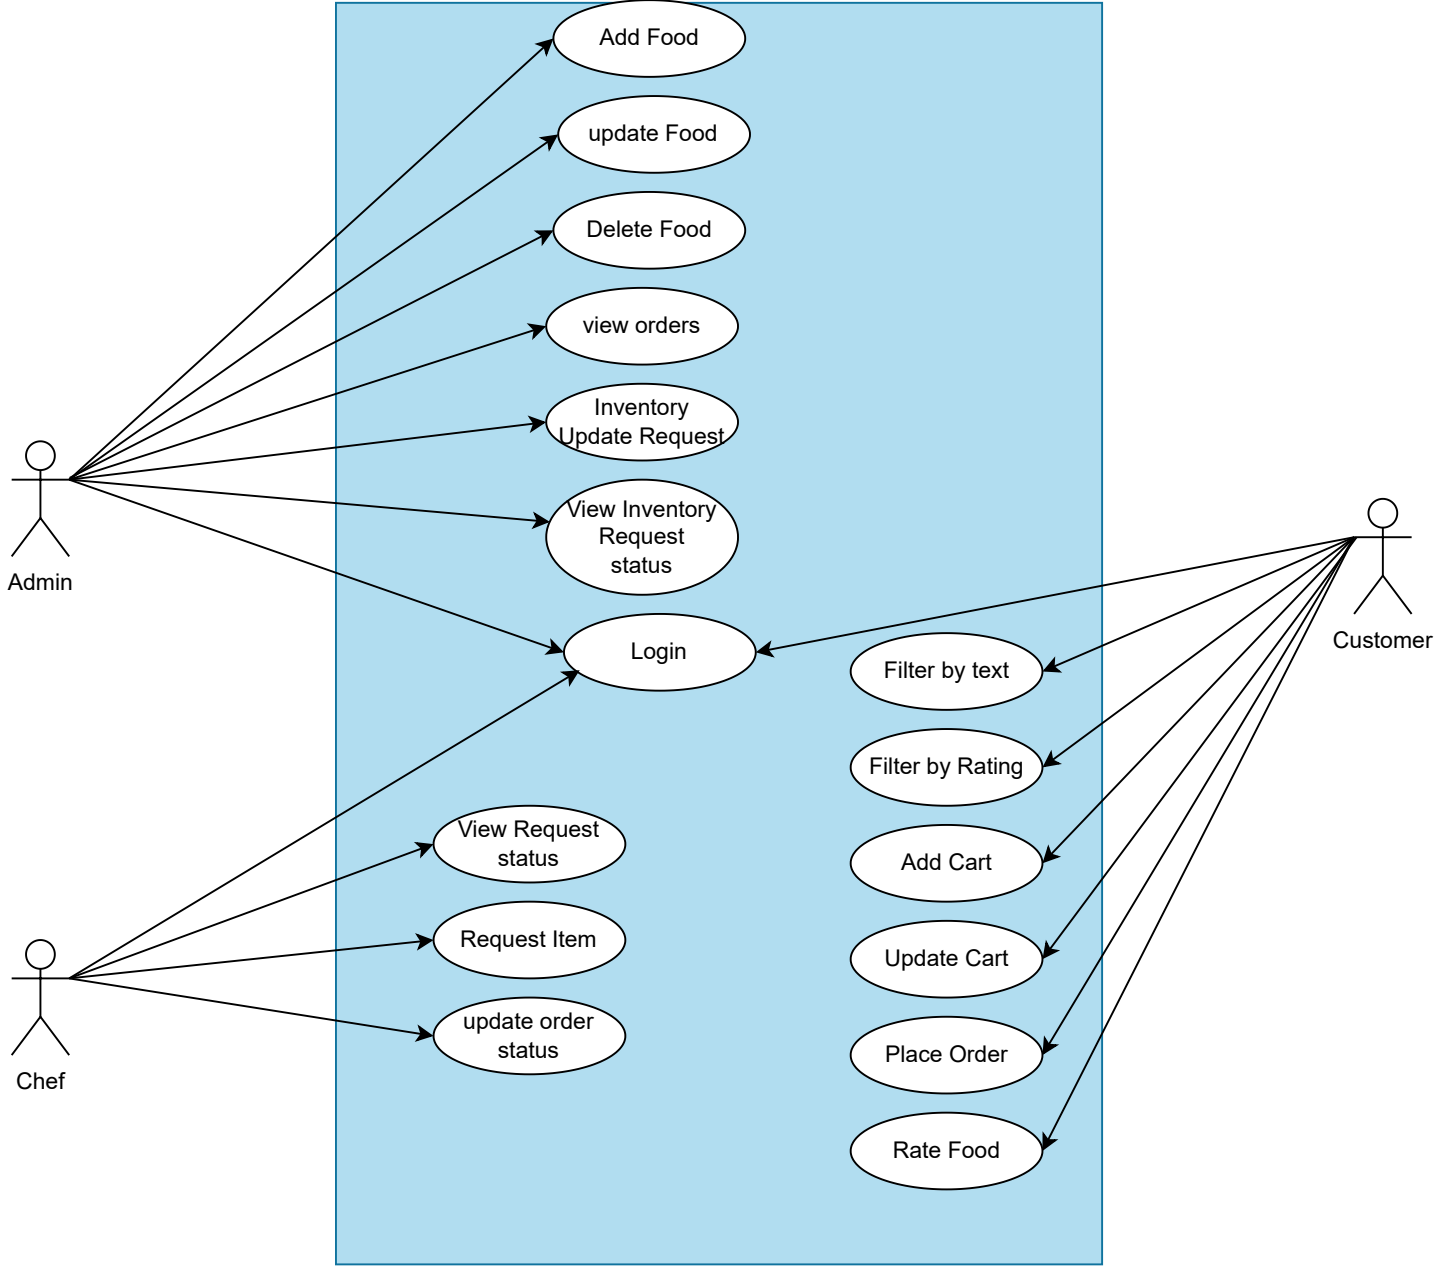 Add Food
update Food
Delete Food
view orders
Inventory
Update Request
View Inventory
Request
status
Login
Admin
Customer
Filter by text
Filter by Rating
Add Cart
Update Cart
Place Order
Rate Food
View Request
status
Request Item
update order
status
Chef